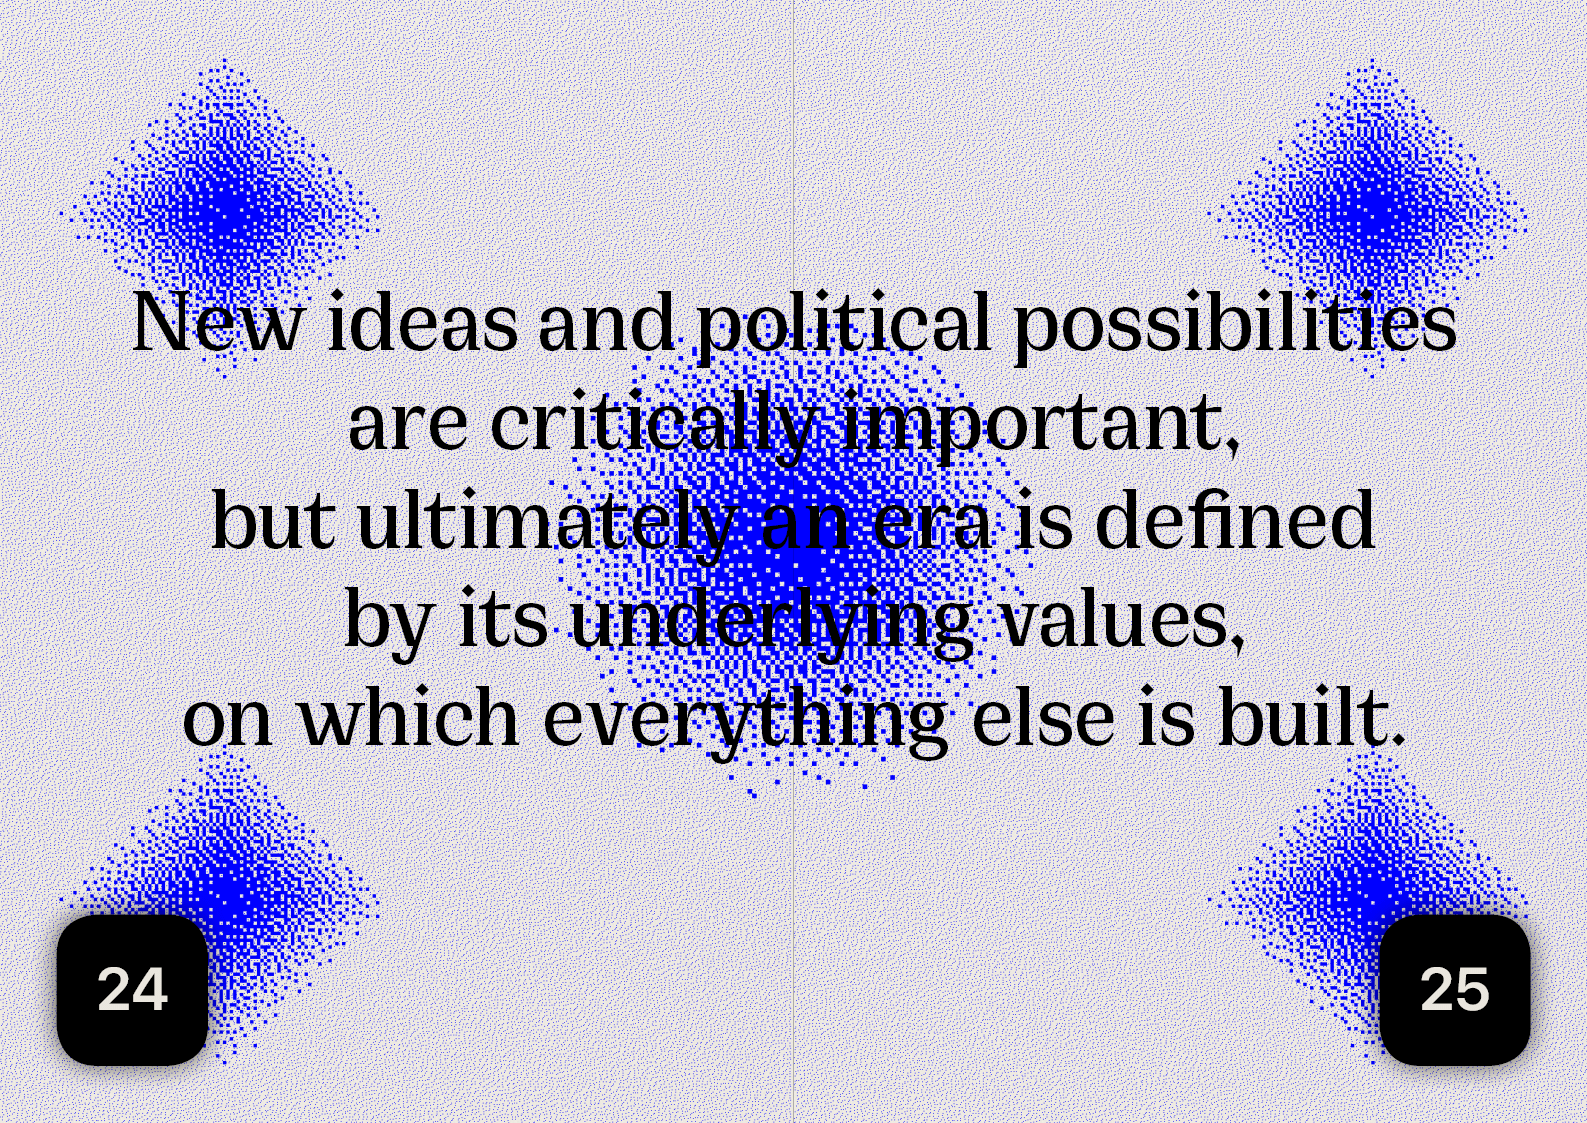 New ideas and political possibilities
are critically important,
but ultimately an era is defined
by its underlying values,
on which everything else is built.
24
25